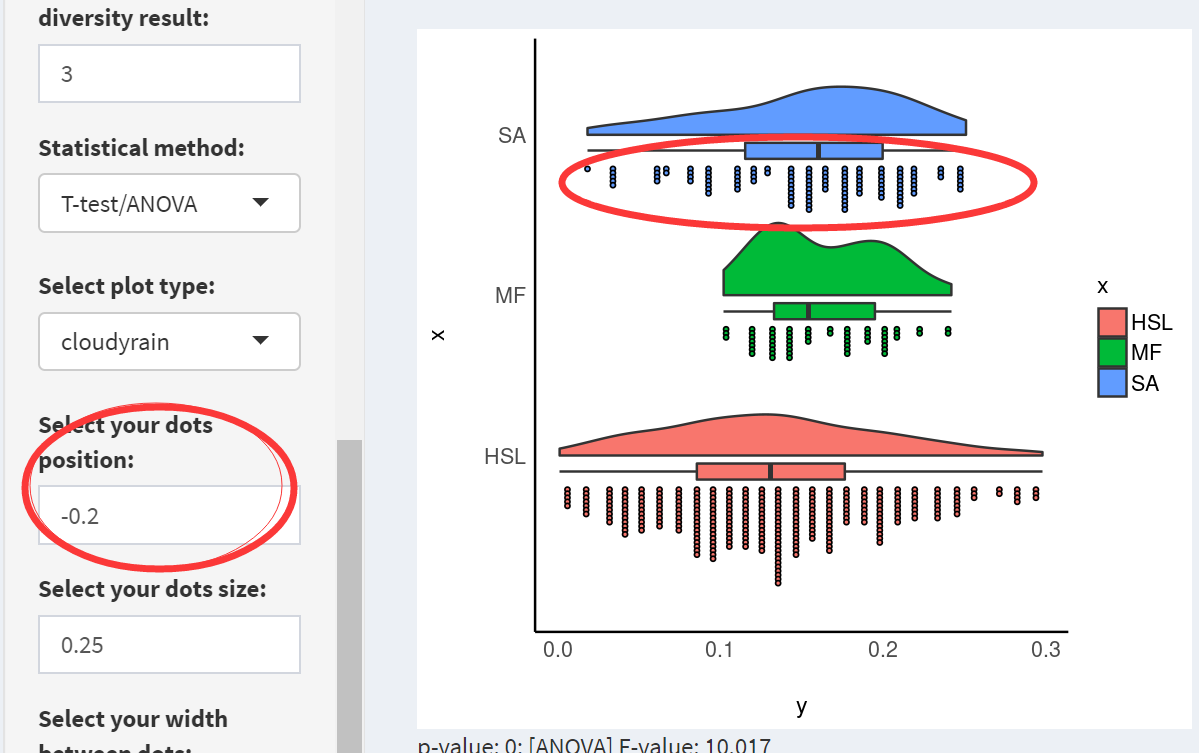 diversity result:
3
Statistical method:
T-test/ANOVA
Select plot type:
cloudyrain
Select your dots
position:
-0.2
Select your dots size:
0.25
Select your width
between dots:
SA
MF
HSL
x
0.0 0.1 0.2 0.3
y
x
HSL
MF
SA
p-value: 0; [ANOVA] F-value: 10.017